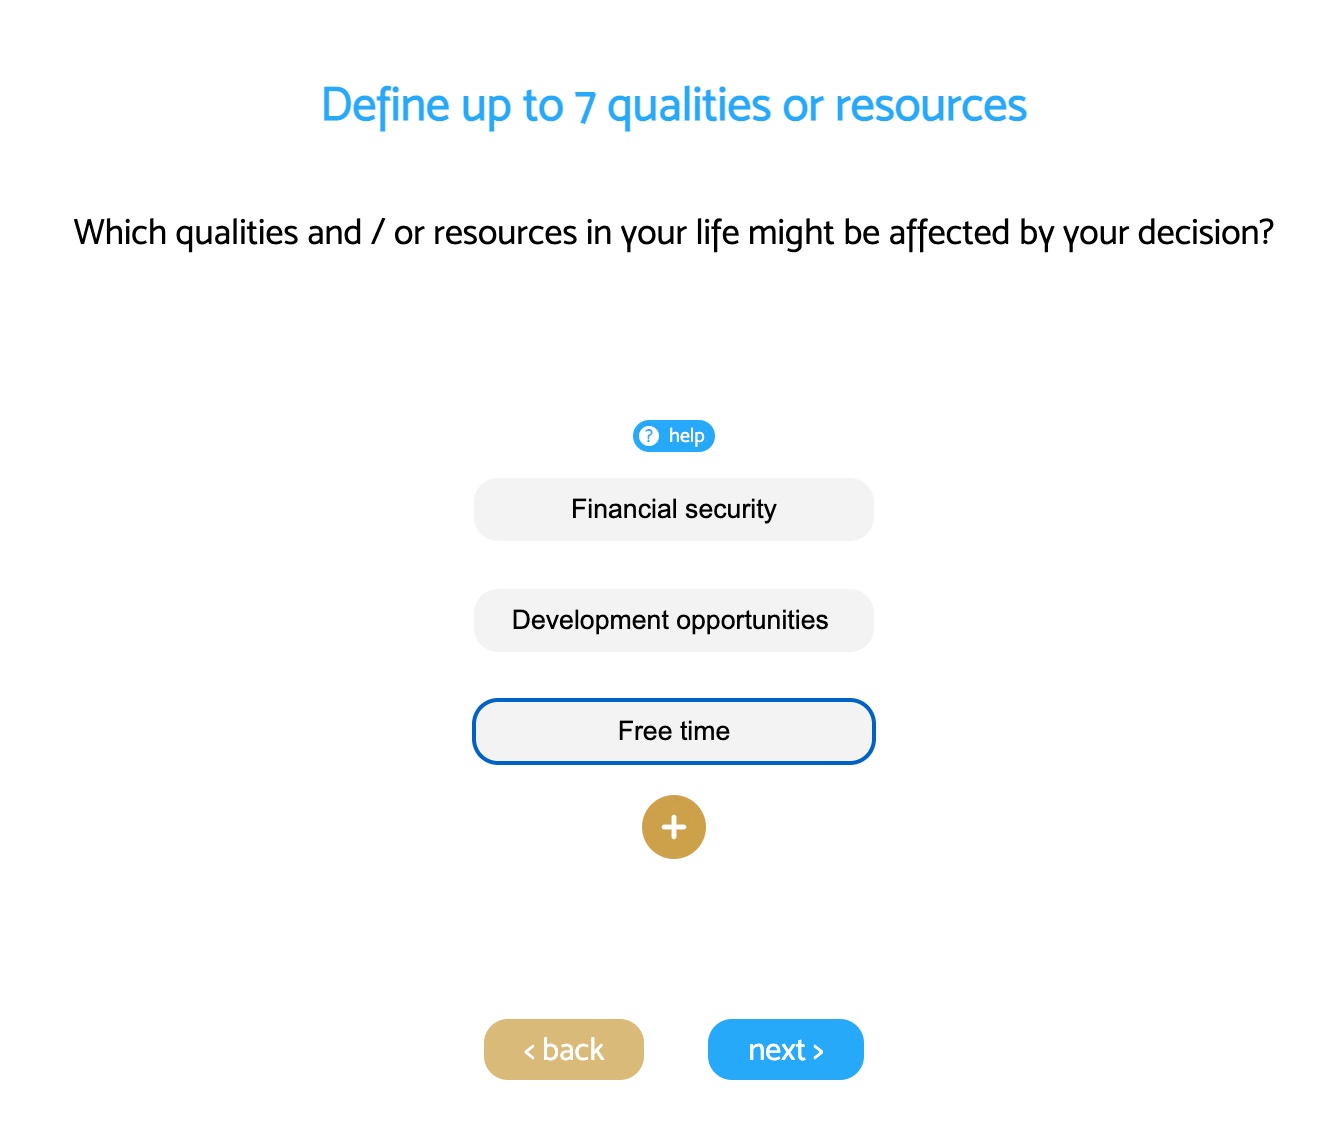 Define up to 7 qualities or resources
Which qualities and / or resources in your life might be affected by your decision?
? help
Financial security
Development opportunities
Free time
+
< back
next >